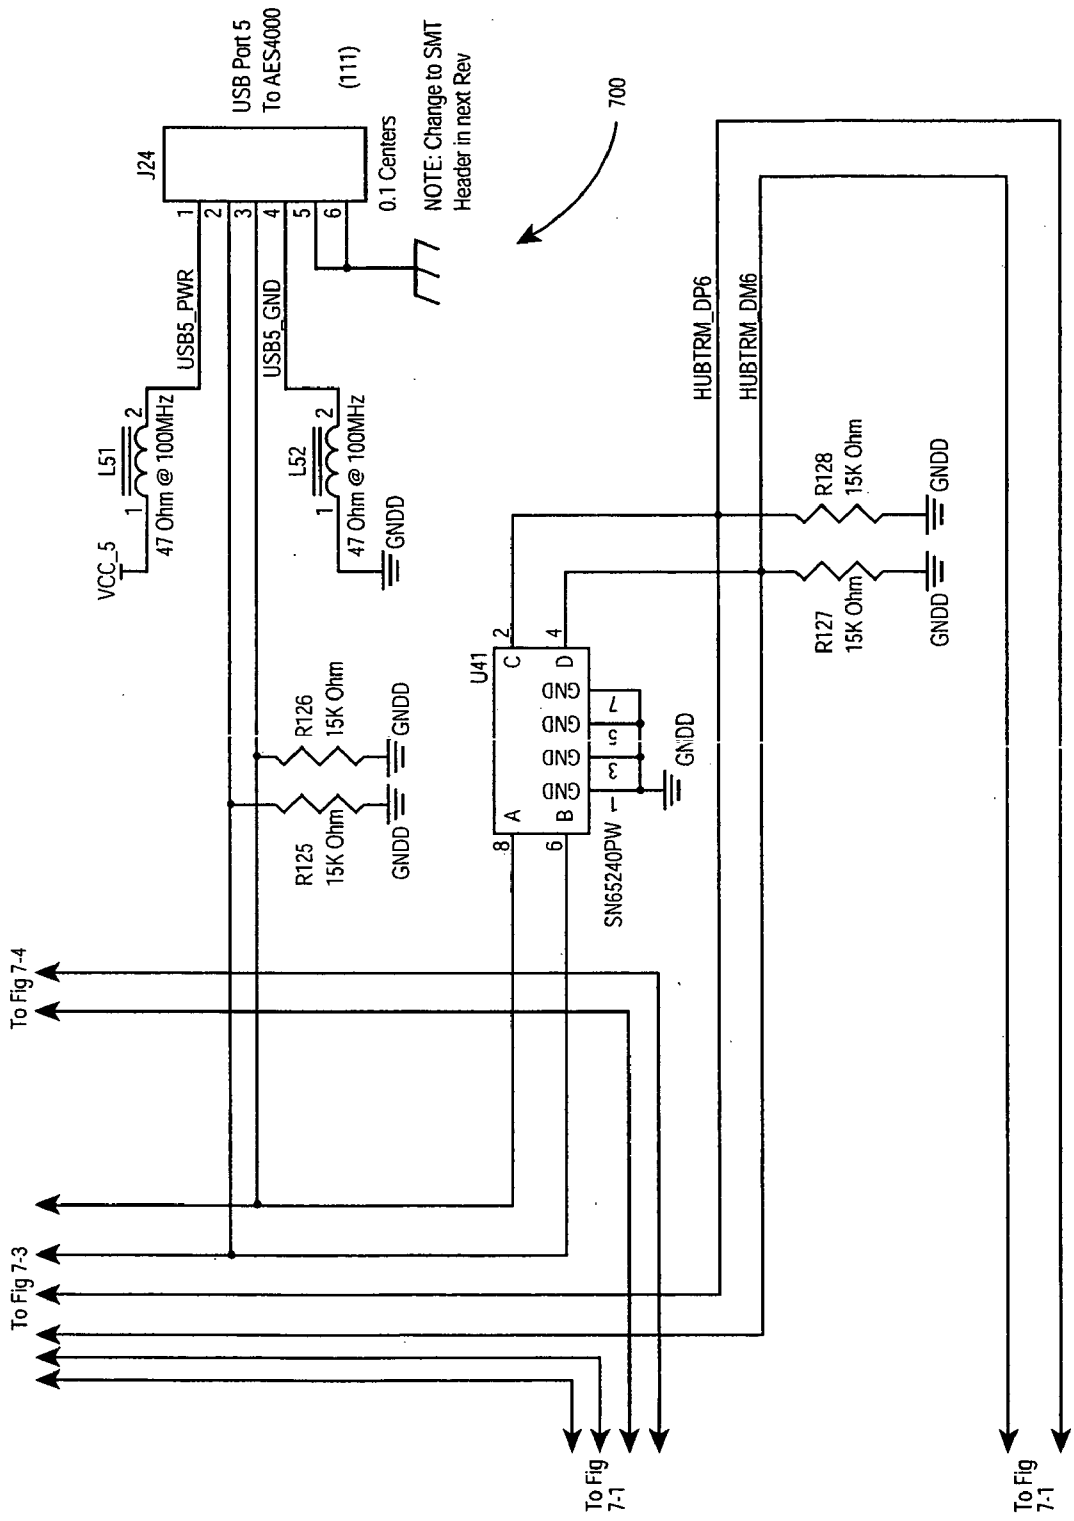 USB Port 5
To AES4000
(111)
J24
1
2
3
4
5
6
0.1 Centers
NOTE: Change to SMT
Header in next Rev
700
USB5_PWR
USB5_GND
L51
1
2
47 Ohm @ 100MHz
VCC_5
L52
1
2
47 Ohm @ 100MHz
GNDD
HUBTRM_DP6
HUBTRM_DM6
R128
15K Ohm
GNDD
R127
15K Ohm
GNDD
R126
15K Ohm
GNDD
R125
15K Ohm
GNDD
U41
2
C
4
D
GND
7
GND
5
GND
3
GND
1
A
8
B
6
SN65240PW
GNDD
To Fig 7-4
To Fig 7-3
To Fig
7-1
To Fig
7-1